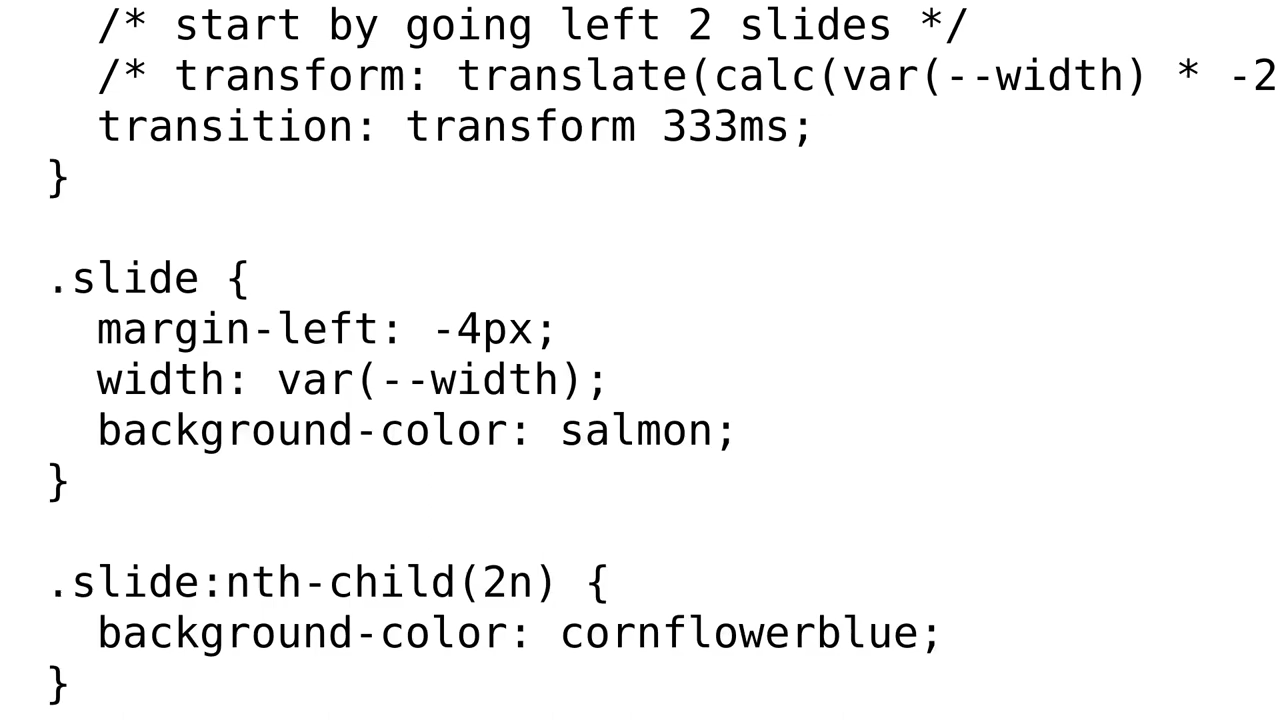 /* start by going left 2 slides */
/* transform: translate(calc(var(--width) * -2
transition: transform 333ms;
}
.slide {
margin-left: -4px;
width: var(--width);
background-color: salmon;
}
.slide:nth-child(2n) {
background-color: cornflowerblue;
}